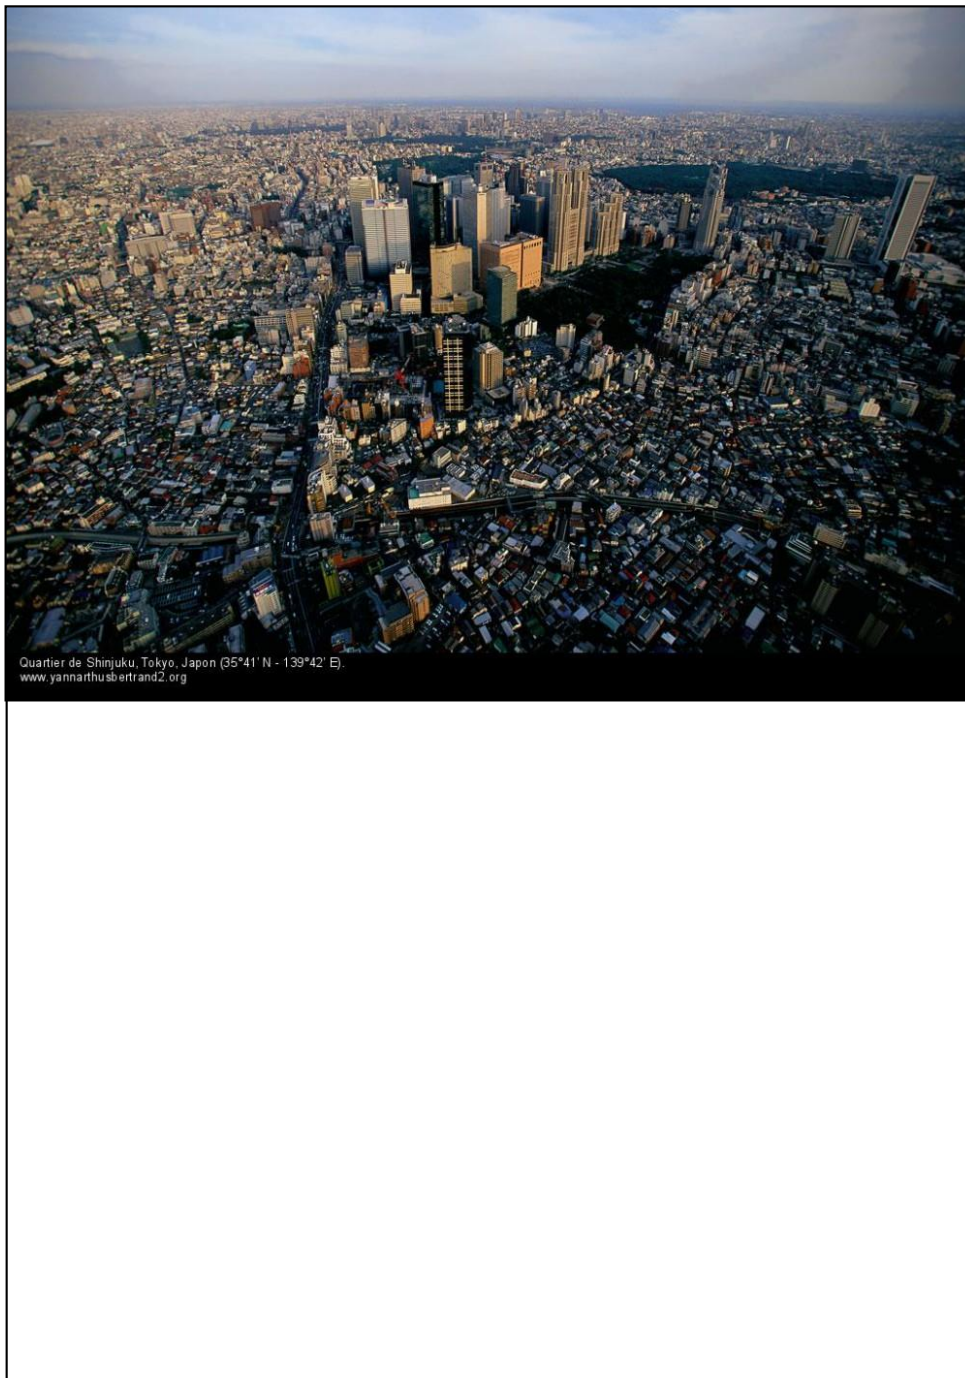 Quartier de Shinjuku, Tokyo, Japon (35°41' N - 139°42' E).
www.yannarthusbertrand2.org